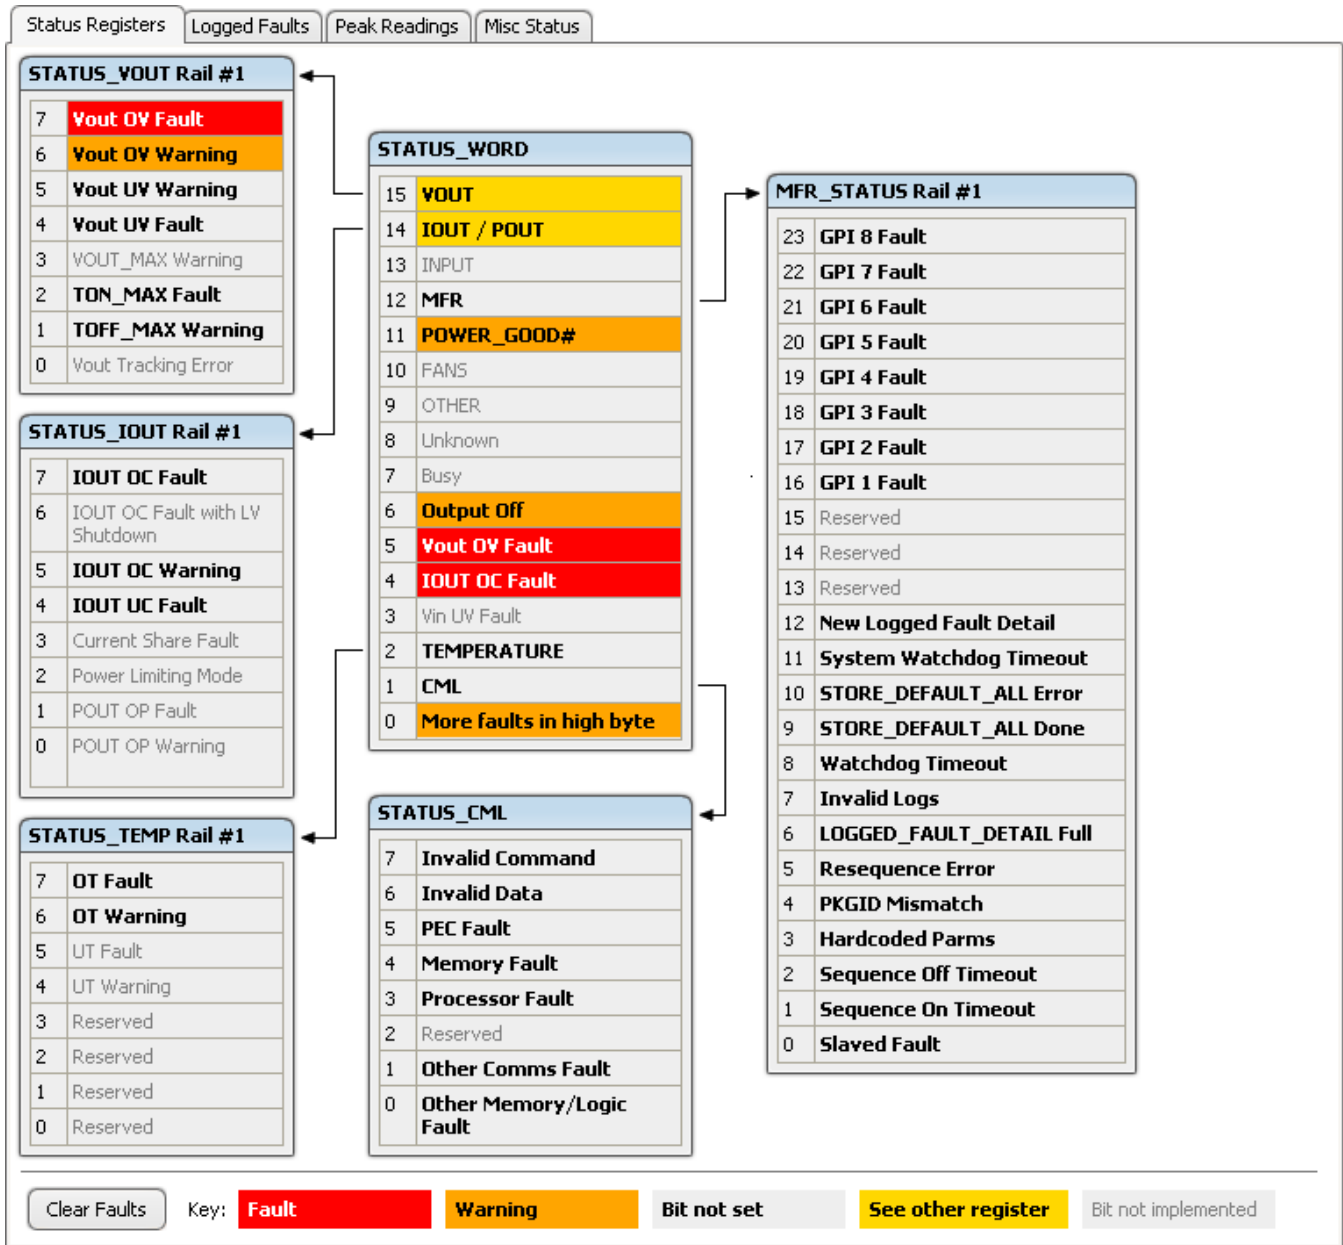 Status Registers Logged Faults Peak Readings Misc Status
STATUS_VOUT Rail #1
7 Vout OV Fault
6 Vout OV Warning
5 Vout UV Warning
4 Vout UV Fault
3 VOUT_MAX Warning
2 TON_MAX Fault
1 TOFF_MAX Warning
0 Vout Tracking Error
STATUS_IOUT Rail #1
7 IOUT OC Fault
6 IOUT OC Fault with LV
Shutdown
5 IOUT OC Warning
4 IOUT UC Fault
3 Current Share Fault
2 Power Limiting Mode
1 POUT OP Fault
0 POUT OP Warning
STATUS_TEMP Rail #1
7 OT Fault
6 OT Warning
5 UT Fault
4 UT Warning
3 Reserved
2 Reserved
1 Reserved
0 Reserved
STATUS_WORD
15 VOUT
14 IOUT / POUT
13 INPUT
12 MFR
11 POWER_GOOD#
10 FANS
9 OTHER
8 Unknown
7 Busy
6 Output Off
5 Vout OV Fault
4 IOUT OC Fault
3 Vin UV Fault
2 TEMPERATURE
1 CML
0 More faults in high byte
STATUS_CML
7 Invalid Command
6 Invalid Data
5 PEC Fault
4 Memory Fault
3 Processor Fault
2 Reserved
1 Other Comms Fault
0 Other Memory/Logic
Fault
MFR_STATUS Rail #1
23 GPI 8 Fault
22 GPI 7 Fault
21 GPI 6 Fault
20 GPI 5 Fault
19 GPI 4 Fault
18 GPI 3 Fault
17 GPI 2 Fault
16 GPI 1 Fault
15 Reserved
14 Reserved
13 Reserved
12 New Logged Fault Detail
11 System Watchdog Timeout
10 STORE_DEFAULT_ALL Error
9 STORE_DEFAULT_ALL Done
8 Watchdog Timeout
7 Invalid Logs
6 LOGGED_FAULT_DETAIL Full
5 Resequence Error
4 PKGID Mismatch
3 Hardcoded Parms
2 Sequence Off Timeout
1 Sequence On Timeout
0 Slaved Fault
Clear Faults Key: Fault Warning Bit not set See other register Bit not implemented